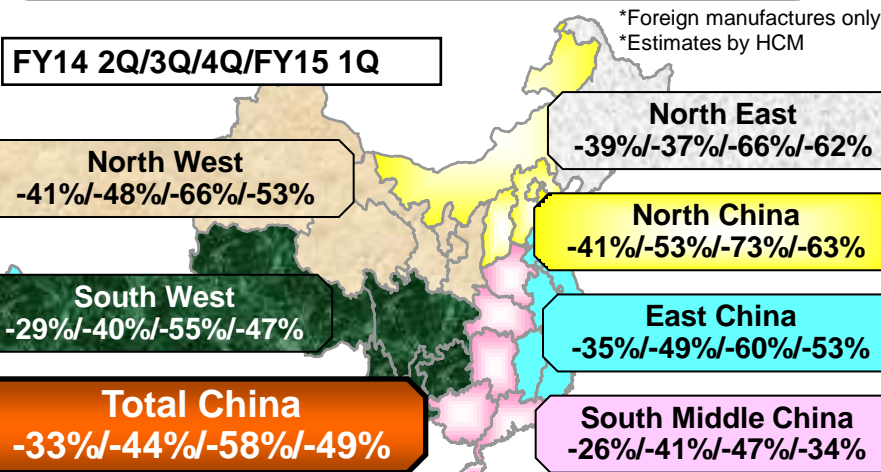 *Foreign manufactures only
*Estimates by HCM
FY14 2Q/3Q/4Q/FY15 1Q
North East
-39%/-37%/-66%/-62%
North West
-41%/-48%/-66%/-53%
North China
-41%/-53%/-73%/-63%
South West
-29%/-40%/-55%/-47%
East China
-35%/-49%/-60%/-53%
Total China
-33%/-44%/-58%/-49%
South Middle China
-26%/-41%/-47%/-34%